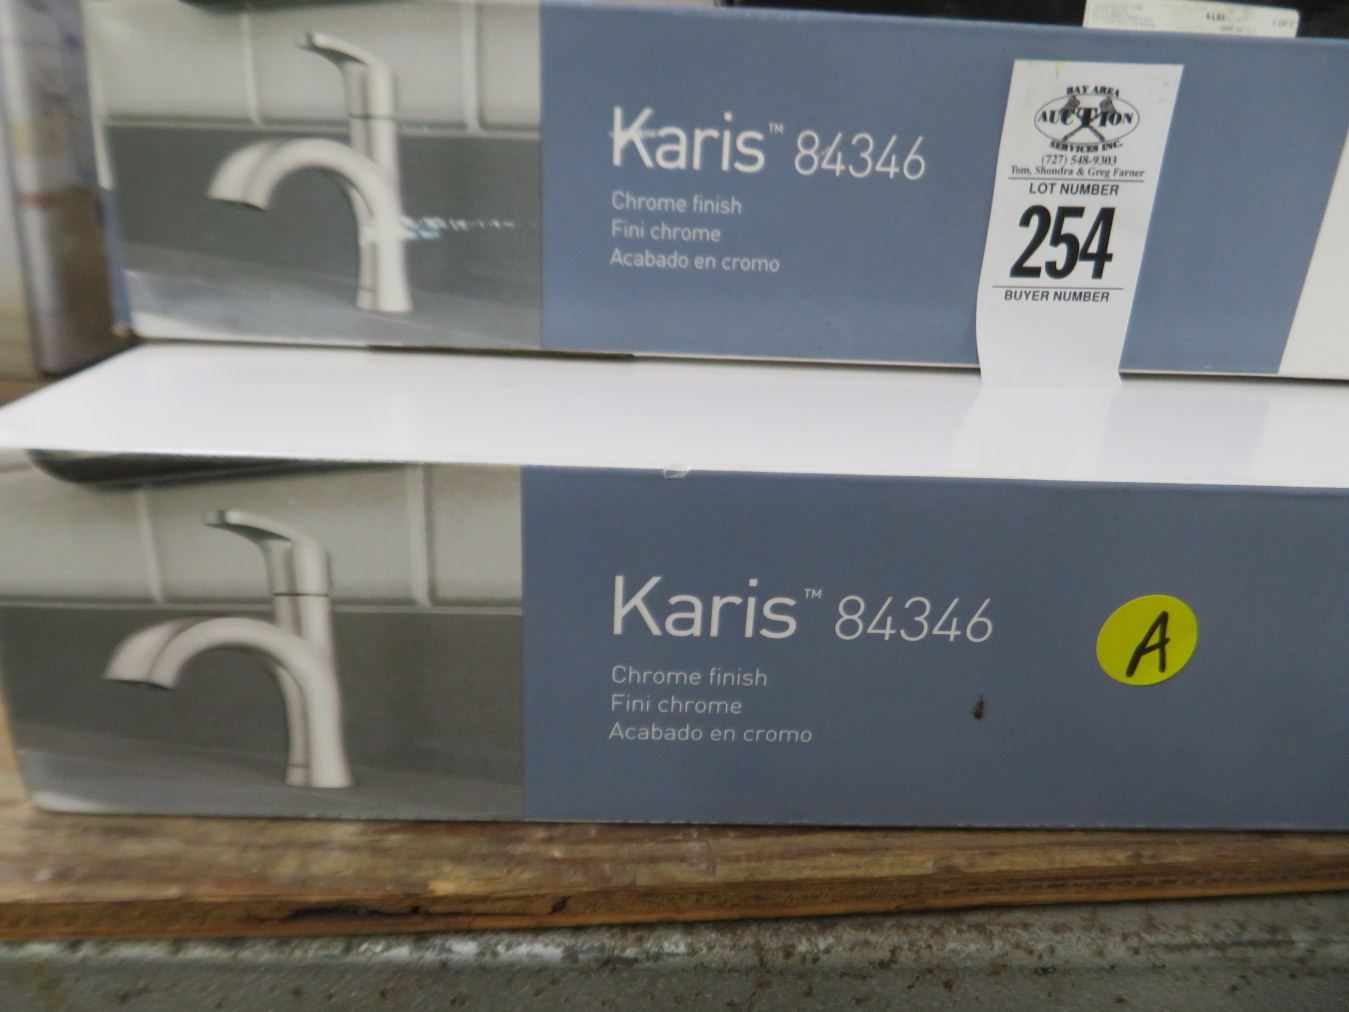 Karis™ 84346
Chrome finish
Fini chrome
Acabado en cromo
BAY AREA
AUCTION
SERVICES INC.
(727) 548-9303
Tom, Shondra & Greg Farner
LOT NUMBER
254
BUYER NUMBER
Karis™ 84346
Chrome finish
Fini chrome
Acabado en cromo
A